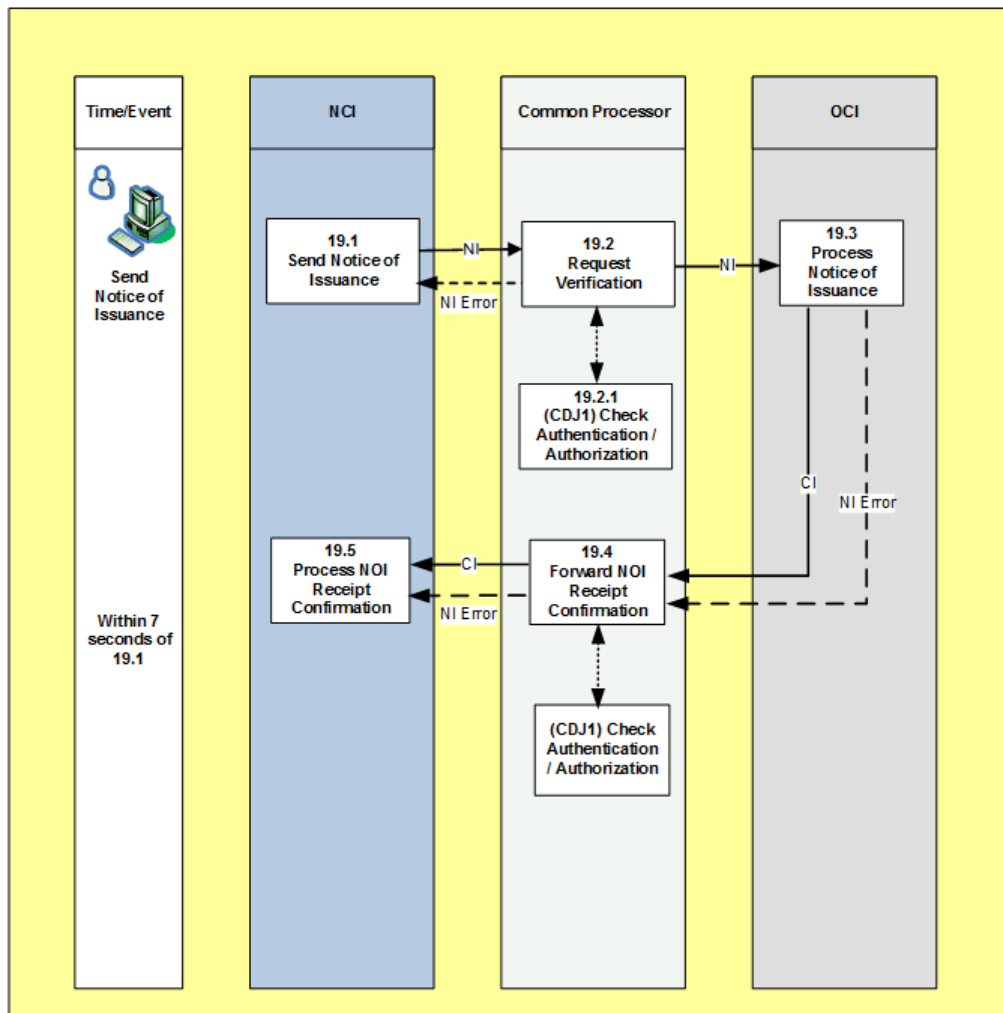 Time/Event
NCI
Common Processor
OCI
Send
Notice of
Issuance
19.1
Send Notice of
Issuance
NI
NI Error
19.2
Request
Verification
NI
19.3
Process
Notice of
Issuance
19.2.1
(CDJ1) Check
Authentication /
Authorization
CI
NI Error
Within 7
seconds of
19.1
19.5
Process NOI
Receipt
Confirmation
CI
NI Error
19.4
Forward NOI
Receipt
Confirmation
(CDJ1) Check
Authentication
/ Authorization